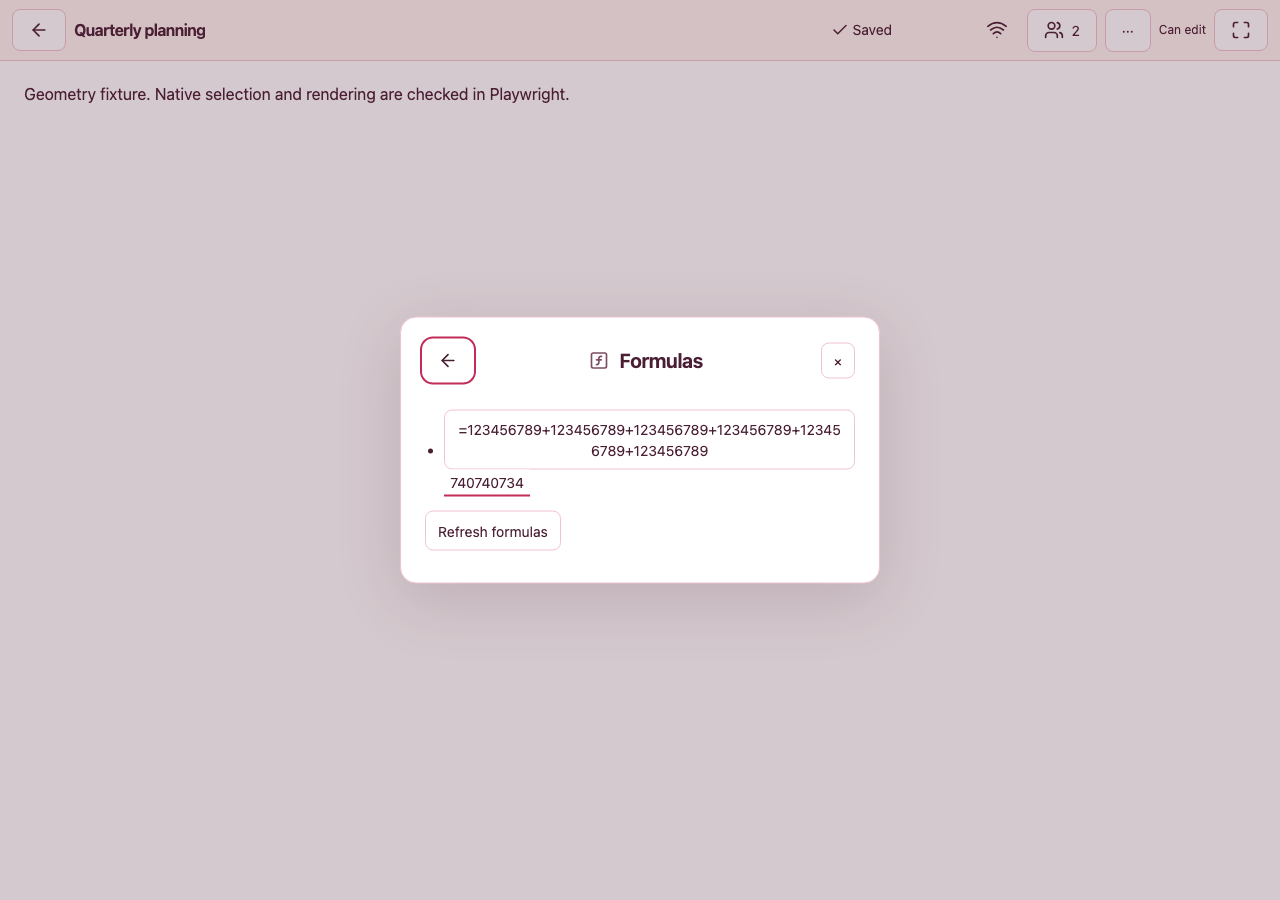 Quarterly planning
Saved
2
...
Can edit
Geometry fixture. Native selection and rendering are checked in Playwright.
Formulas
×
=123456789+123456789+123456789+123456789+12345
6789+123456789
740740734
Refresh formulas